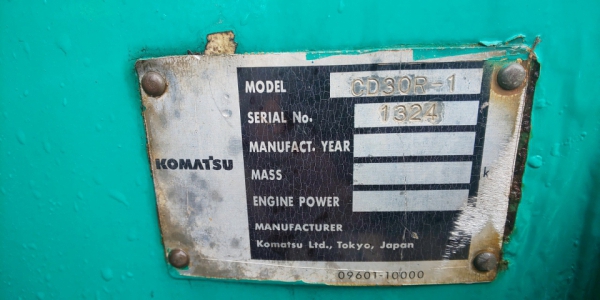 MODEL CD30R-1
SERIAL No. 1324
MANUFACT. YEAR
KOMATSU
MASS k
ENGINE POWER
MANUFACTURER
Komatsu Ltd., Tokyo, Japan
09601-10000